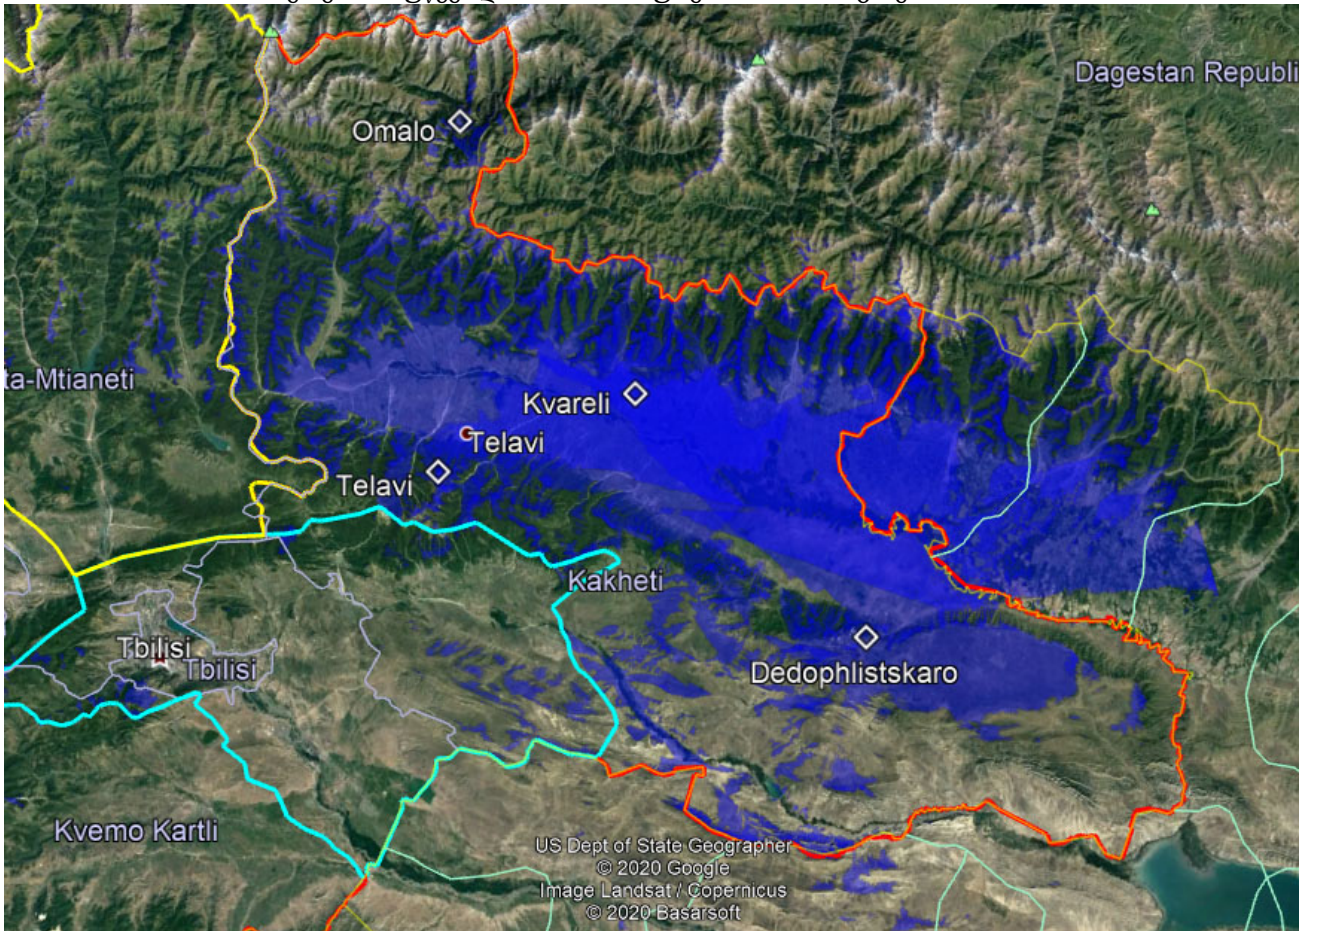 Dagestan Republi
Omalo
ta-Mtianeti
Kvareli
Telavi
Telavi
Kakheti
Tbilisi
Tbilisi
Dedophlistskaro
Kvemo Kartli
US Dept of State Geographer
© 2020 Google
Image Landsat / Copernicus
© 2020 Basarsoft